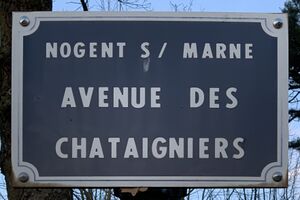 NOGENT S/ MARNE
AVENUE DES
CHATAIGNIERS